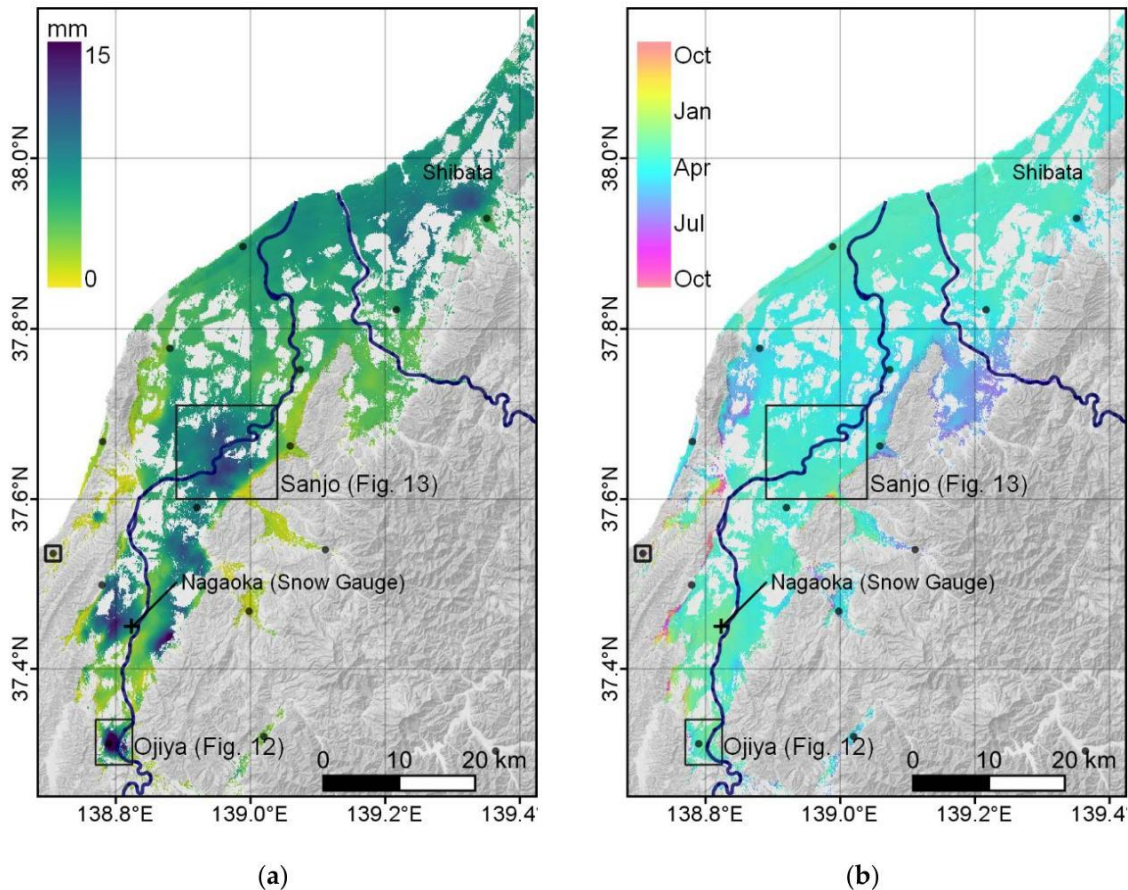 mm
15
0
38.0°N
37.8°N
37.6°N
37.4°N
Shibata
Sanjo (Fig. 13)
Nagaoka (Snow Gauge)
Ojiya (Fig. 12)
0 10 20 km
138.8°E 139.0°E 139.2°E 139.4°
(a)
Oct
Jan
Apr
Jul
Oct
38.0°N
37.8°N
37.6°N
37.4°N
Shibata
Sanjo (Fig. 13)
Nagaoka (Snow Gauge)
Ojiya (Fig. 12)
0 10 20 km
138.8°E 139.0°E 139.2°E 139.4°
(b)